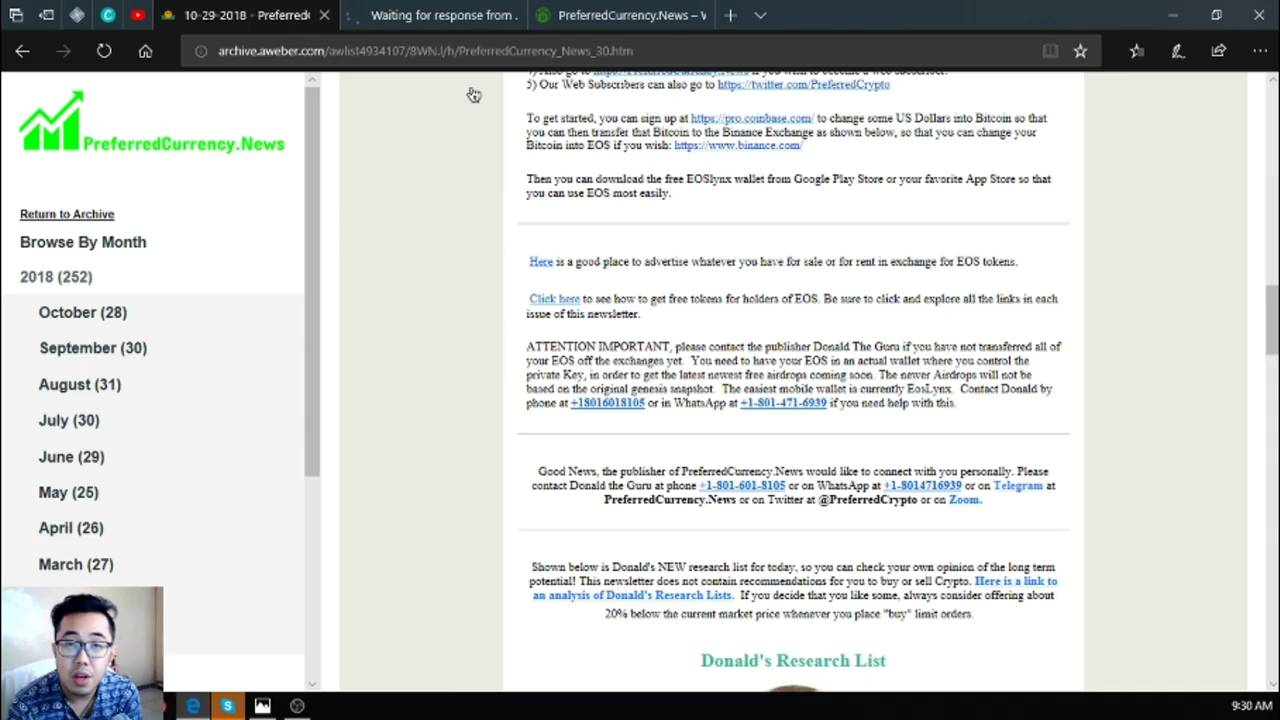 10-29-2018 - Preferred
Waiting for response from .
PreferredCurrency.News – V
archive.aweber.com/awlist4934107/8WN.l/h/PreferredCurrency_News_30.htm
PreferredCurrency.News
Return to Archive
Browse By Month
2018 (252)
October (28)
September (30)
August (31)
July (30)
June (29)
May (25)
April (26)
March (27)
4) Also go to https://PreferredCurrency.News if you wish to become a web subscriber.
5) Our Web Subscribers can also go to https://twitter.com/PreferredCrypto
To get started, you can sign up at https://pro.coinbase.com/ to change some US Dollars into Bitcoin so that
you can then transfer that Bitcoin to the Binance Exchange as shown below, so that you can change your
Bitcoin into EOS if you wish: https://www.binance.com/
Then you can download the free EOSlynx wallet from Google Play Store or your favorite App Store so that
you can use EOS most easily.
Here is a good place to advertise whatever you have for sale or for rent in exchange for EOS tokens.
Click here to see how to get free tokens for holders of EOS. Be sure to click and explore all the links in each
issue of this newsletter.
ATTENTION IMPORTANT, please contact the publisher Donald The Guru if you have not transferred all of
your EOS off the exchanges yet. You need to have your EOS in an actual wallet where you control the
private Key, in order to get the latest newest free airdrops coming soon. The newer Airdrops will not be
based on the original genesis snapshot. The easiest mobile wallet is currently EosLynx. Contact Donald by
phone at +18016018105 or in WhatsApp at +1-801-471-6939 if you need help with this.
Good News, the publisher of PreferredCurrency.News would like to connect with you personally. Please
contact Donald the Guru at phone +1-801-601-8105 or on WhatsApp at +1-8014716939 or on Telegram at
PreferredCurrency.News or on Twitter at @PreferredCrypto or on Zoom.
Shown below is Donald's NEW research list for today, so you can check your own opinion of the long term
potential! This newsletter does not contain recommendations for you to buy or sell Crypto. Here is a link to
an analysis of Donald's Research Lists. If you decide that you like some, always consider offering about
20% below the current market price whenever you place "buy" limit orders.
Donald's Research List
9:30 AM